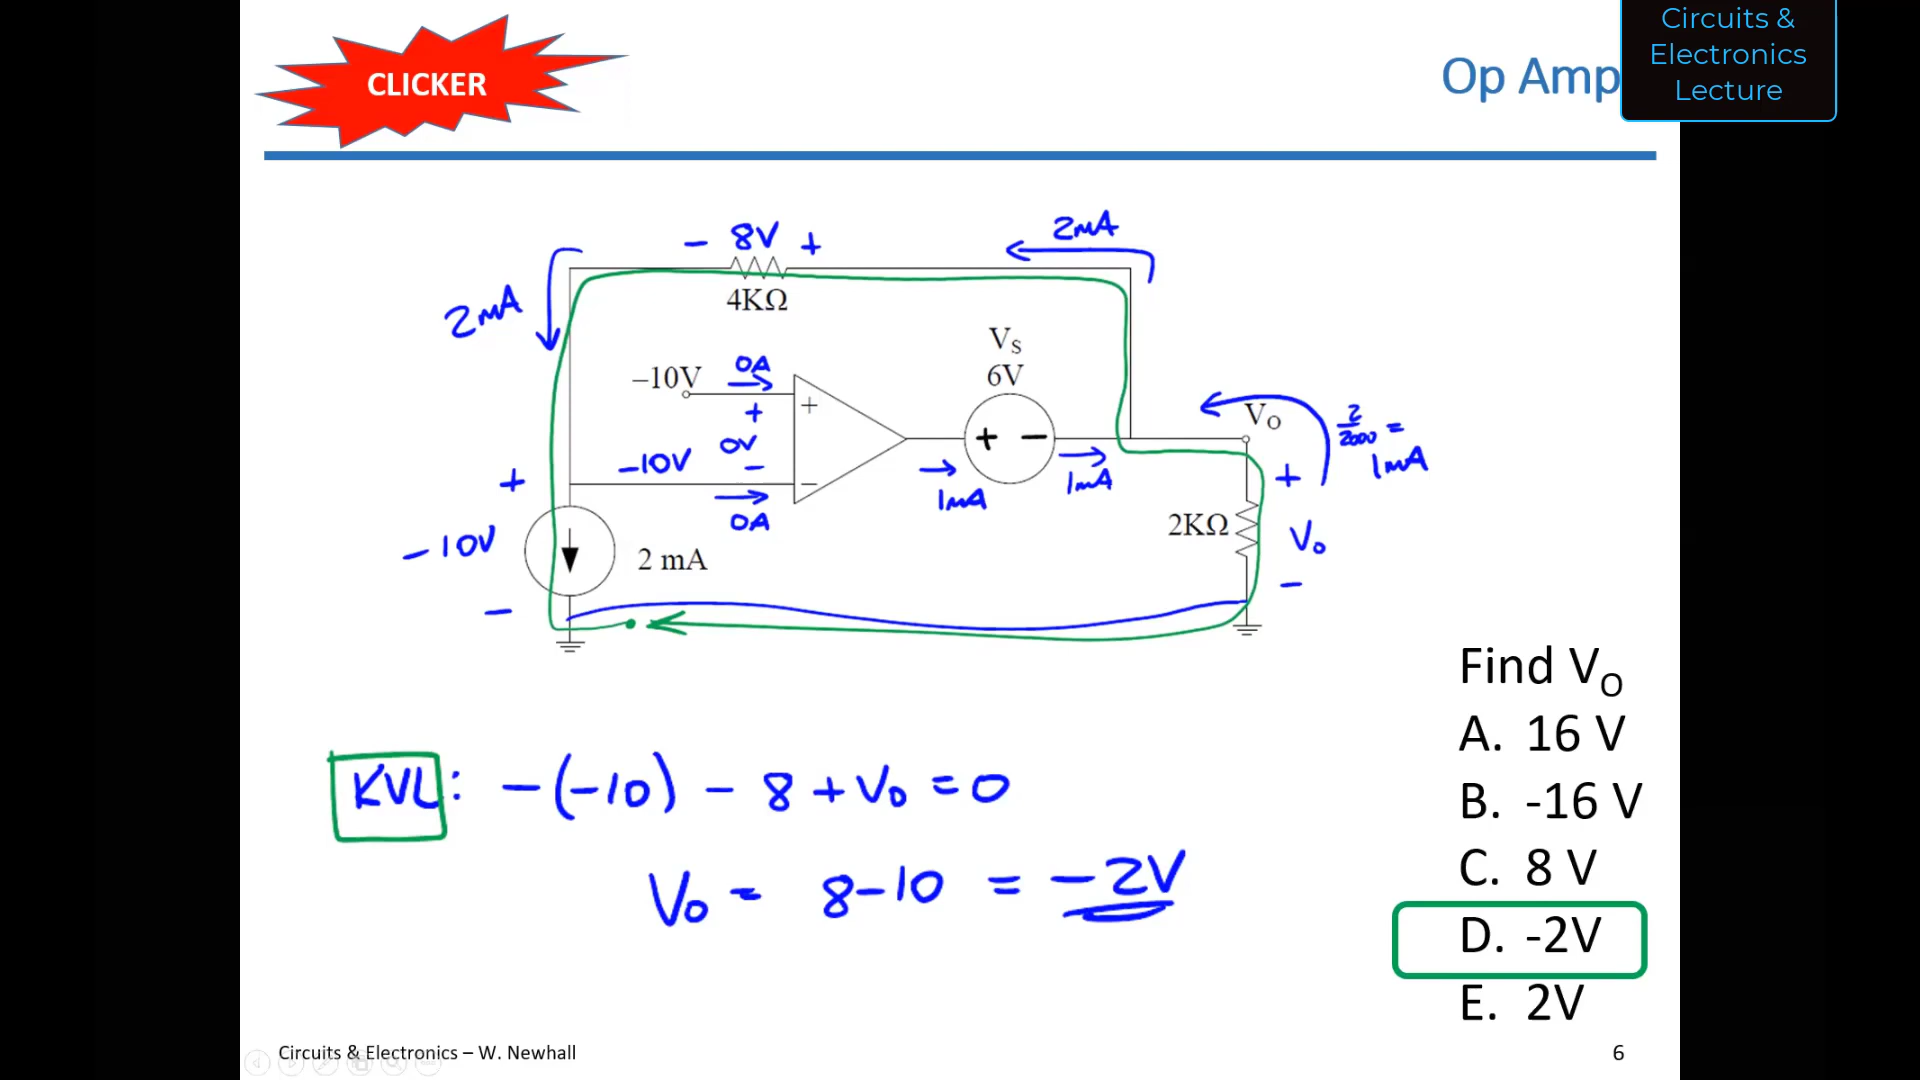 CLICKER
Op Amp
Circuits &
Electronics
Lecture
− 8V +
2mA
2mA
4KΩ
VS
6V
−10V
0A
+
+
0V
−
−10V
−
0A
+ −
1mA
1mA
VO
2/2000 =
1mA
+
−10V
−
2 mA
2KΩ
+
Vo
−
Find VO
A. 16 V
B. -16 V
C. 8 V
D. -2V
E. 2V
KVL: −(−10) − 8 + Vo = 0
Vo = 8−10 = −2V
Circuits & Electronics – W. Newhall
6